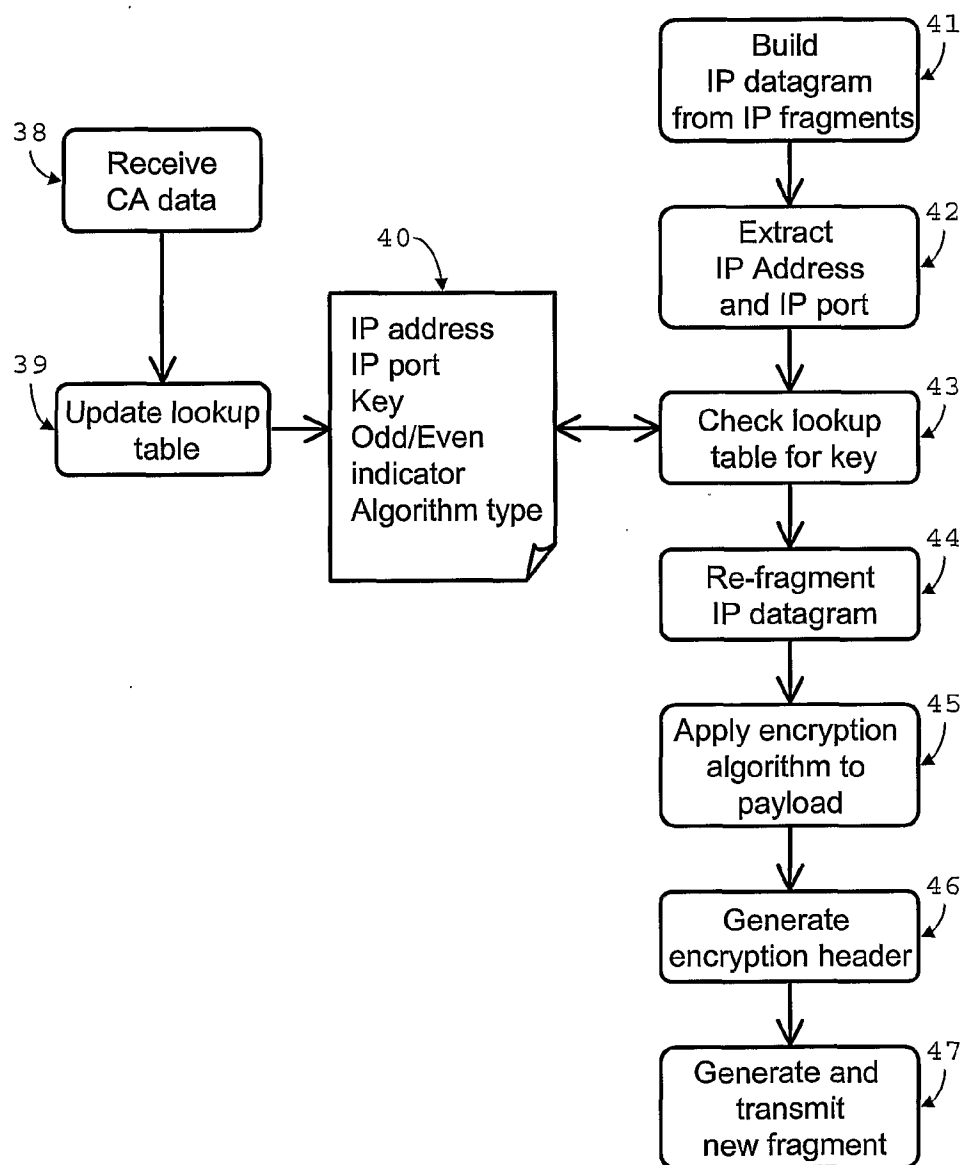 38
Receive
CA data
39
Update lookup
table
40
IP address
IP port
Key
Odd/Even
indicator
Algorithm type
41
Build
IP datagram
from IP fragments
42
Extract
IP Address
and IP port
43
Check lookup
table for key
44
Re-fragment
IP datagram
45
Apply encryption
algorithm to
payload
46
Generate
encryption header
47
Generate and
transmit
new fragment